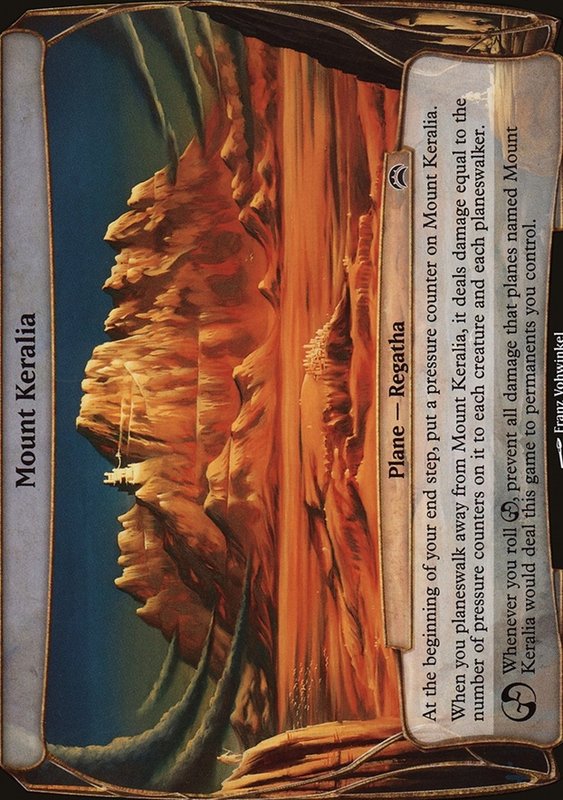 Mount Keralia
Plane — Regatha
At the beginning of your end step, put a pressure counter on Mount Keralia.
When you planeswalk away from Mount Keralia, it deals damage equal to the
number of pressure counters on it to each creature and each planeswalker.
Whenever you roll , prevent all damage that planes named Mount
Keralia would deal this game to permanents you control.
Franz Vohwinkel